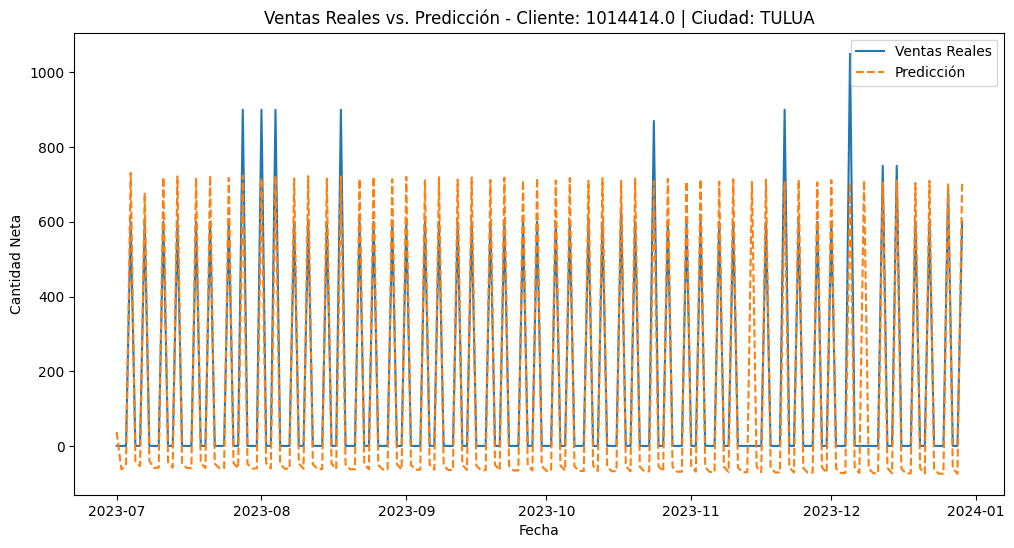 Ventas Reales vs. Predicción - Cliente: 1014414.0 | Ciudad: TULUA
Ventas Reales
Predicción
1000
800
600
400
200
0
Cantidad Neta
2023-07
2023-08
2023-09
2023-10
2023-11
2023-12
2024-01
Fecha